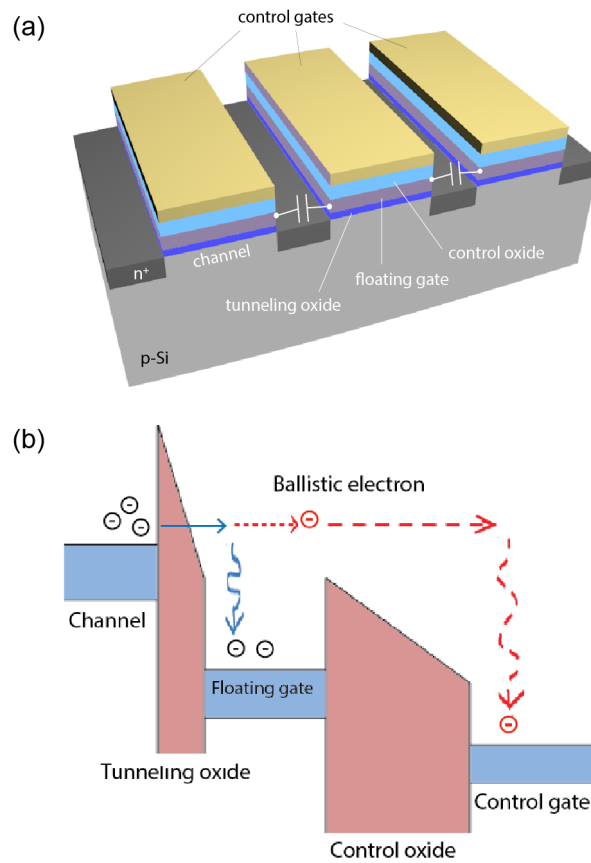 (a)
control gates
channel
n+
control oxide
floating gate
tunneling oxide
p-Si
(b)
Ballistic electron
Channel
Floating gate
Tunneling oxide
Control gate
Control oxide